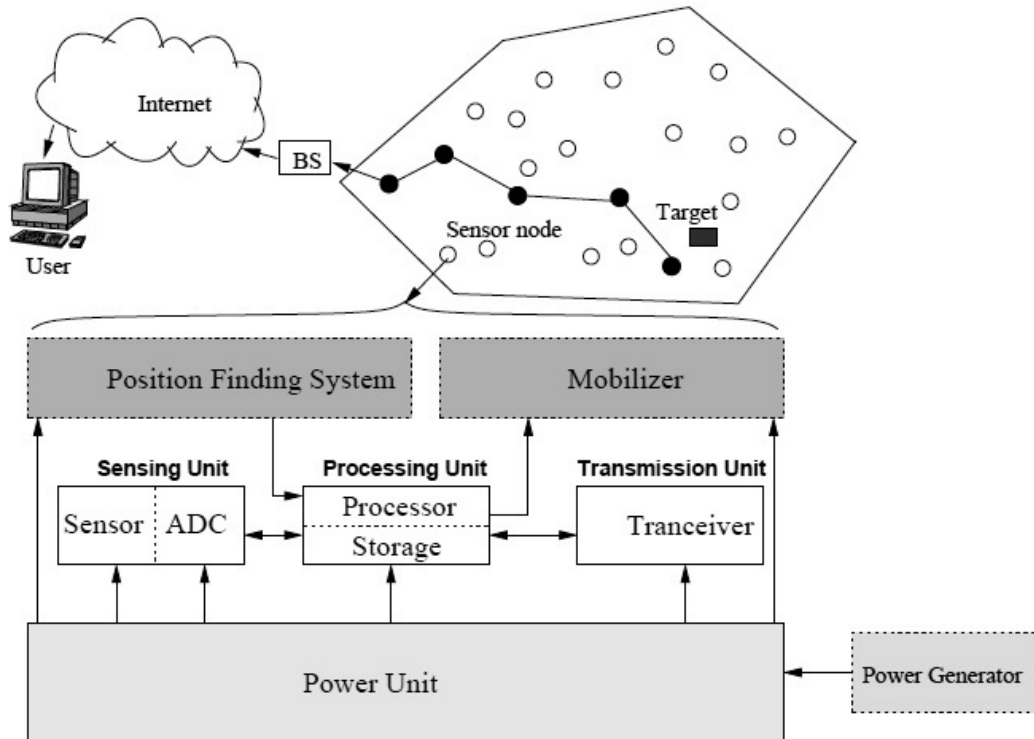 Internet
BS
User
Sensor node
Target
Position Finding System
Mobilizer
Sensing Unit
Processing Unit
Transmission Unit
Sensor
ADC
Processor
Storage
Tranceiver
Power Unit
Power Generator